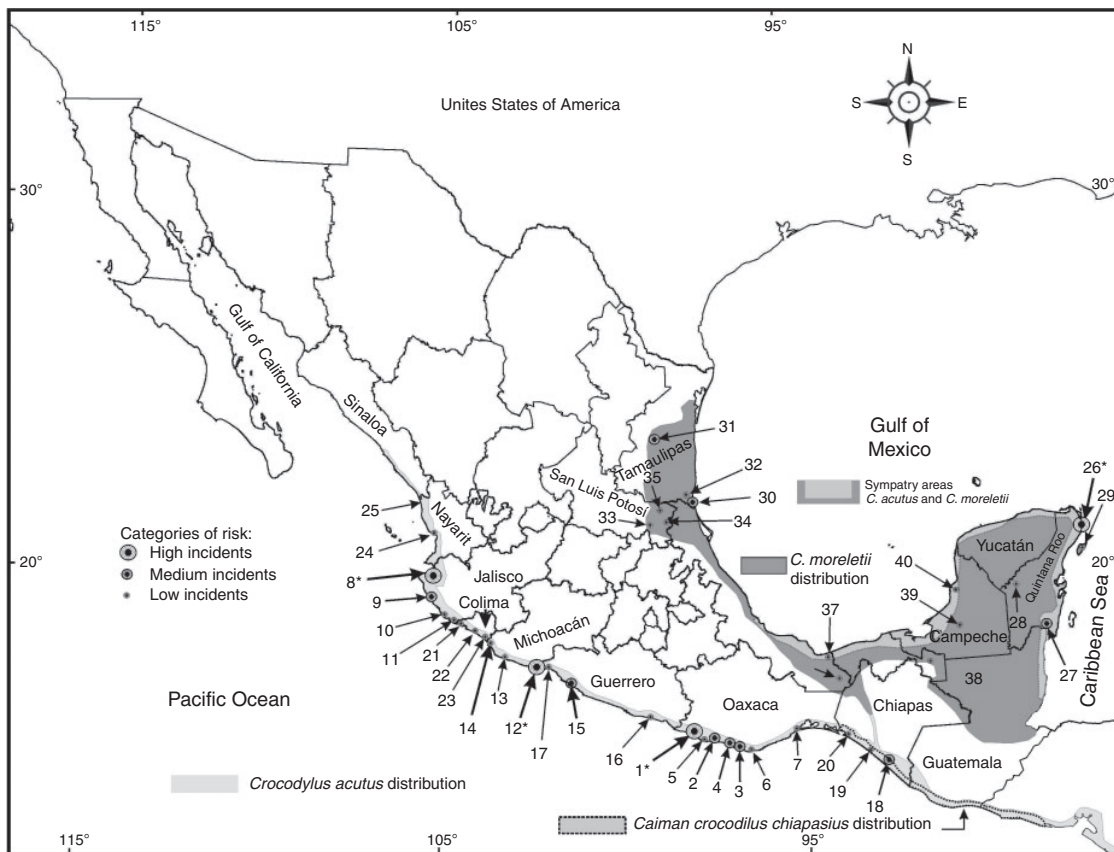 115°
105°
95°
N
S
E
S
Unites States of America
30°
30°
Gulf of California
Sinaloa
Tamaulipas
31
Gulf of
Mexico
San Luis Potosí
35
32
30
33
34
Sympatry areas
C. acutus and C. moreletii
26*
29
25
Nayarit
24
Categories of risk:
High incidents
Medium incidents
Low incidents
20°
20°
8*
Jalisco
9
Colima
10
11
21
22
23
14
Michoacán
13
C. moreletii
distribution
Yucatán
Quintana Roo
40
39
37
Campeche
28
27
38
Caribbean Sea
Pacific Ocean
12*
17
15
Guerrero
16
Oaxaca
Chiapas
Guatemala
1*
5
2
4
3
6
7
20
19
18
Crocodylus acutus distribution
Caiman crocodilus chiapasius distribution
115°
105°
95°